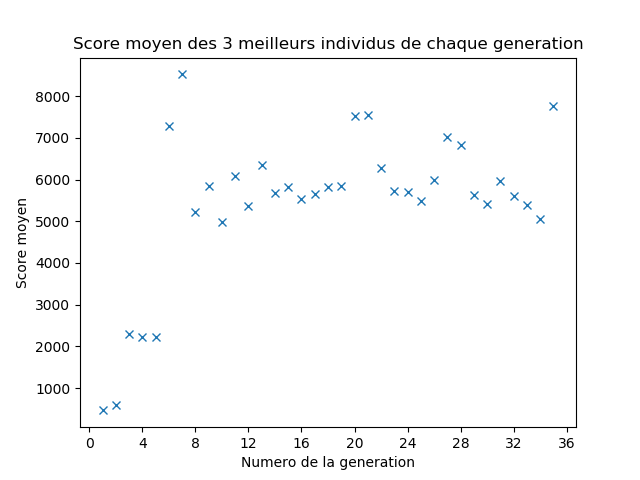 Score moyen des 3 meilleurs individus de chaque generation
8000
7000
6000
5000
4000
3000
2000
1000
Score moyen
0 4 8 12 16 20 24 28 32 36
Numero de la generation